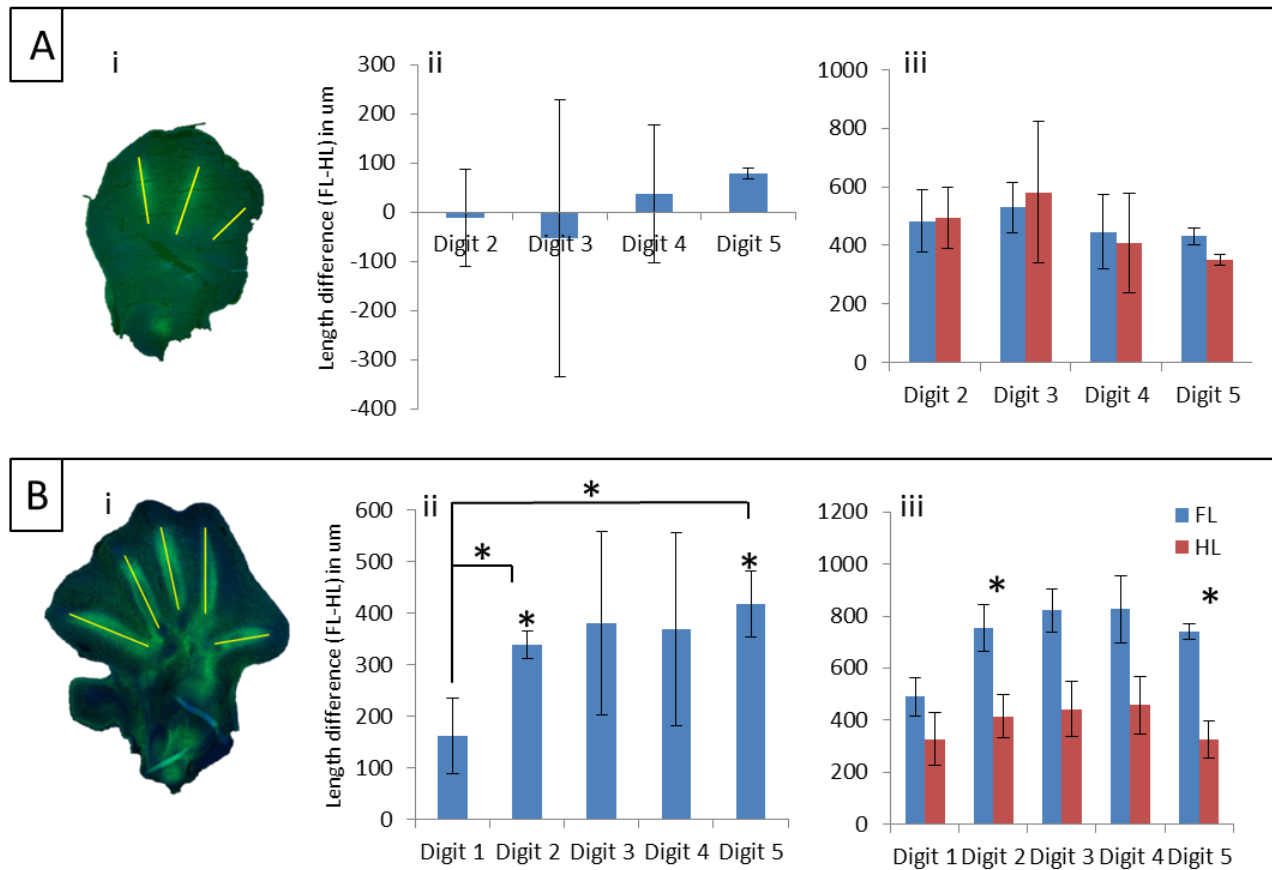 A
i
ii
iii
Length difference (FL-HL) in um
300
200
100
0
-100
-200
-300
-400
Digit 2 Digit 3 Digit 4 Digit 5
1000
800
600
400
200
0
Digit 2 Digit 3 Digit 4 Digit 5
B
i
ii
iii
Length difference (FL-HL) in um
600
500
400
300
200
100
0
*
*
*
*
Digit 1 Digit 2 Digit 3 Digit 4 Digit 5
1200
1000
800
600
400
200
0
FL
HL
*
*
Digit 1 Digit 2 Digit 3 Digit 4 Digit 5